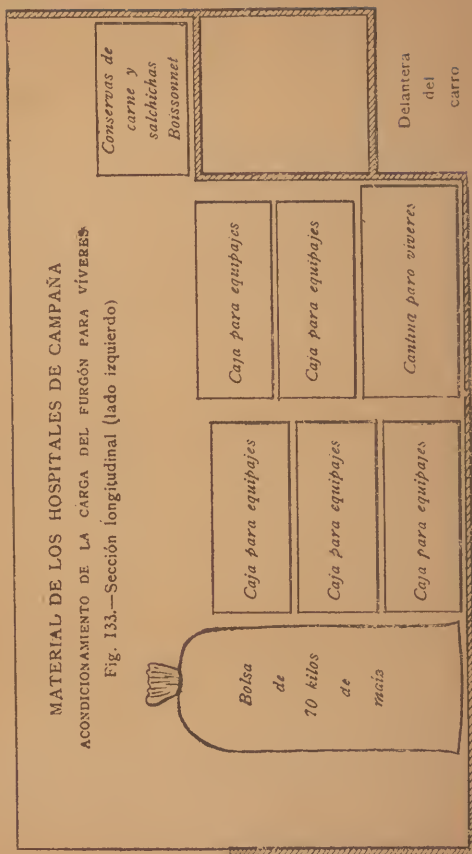 MATERIAL DE LOS HOSPITALES DE CAMPAÑA
ACONDICIONAMIENTO DE LA CARGA DEL FURGÓN PARA VÍVERES
Fig. 133.—Sección longitudinal (lado izquierdo)
Conservas de
carne y
salchichas
Boissonnet
Bolsa
de
70 kilos
de
maíz
Caja para equipajes
Caja para equipajes
Caja para equipajes
Caja para equipajes
Caja para equipajes
Cantina paro víveres
Delantera
del
carro